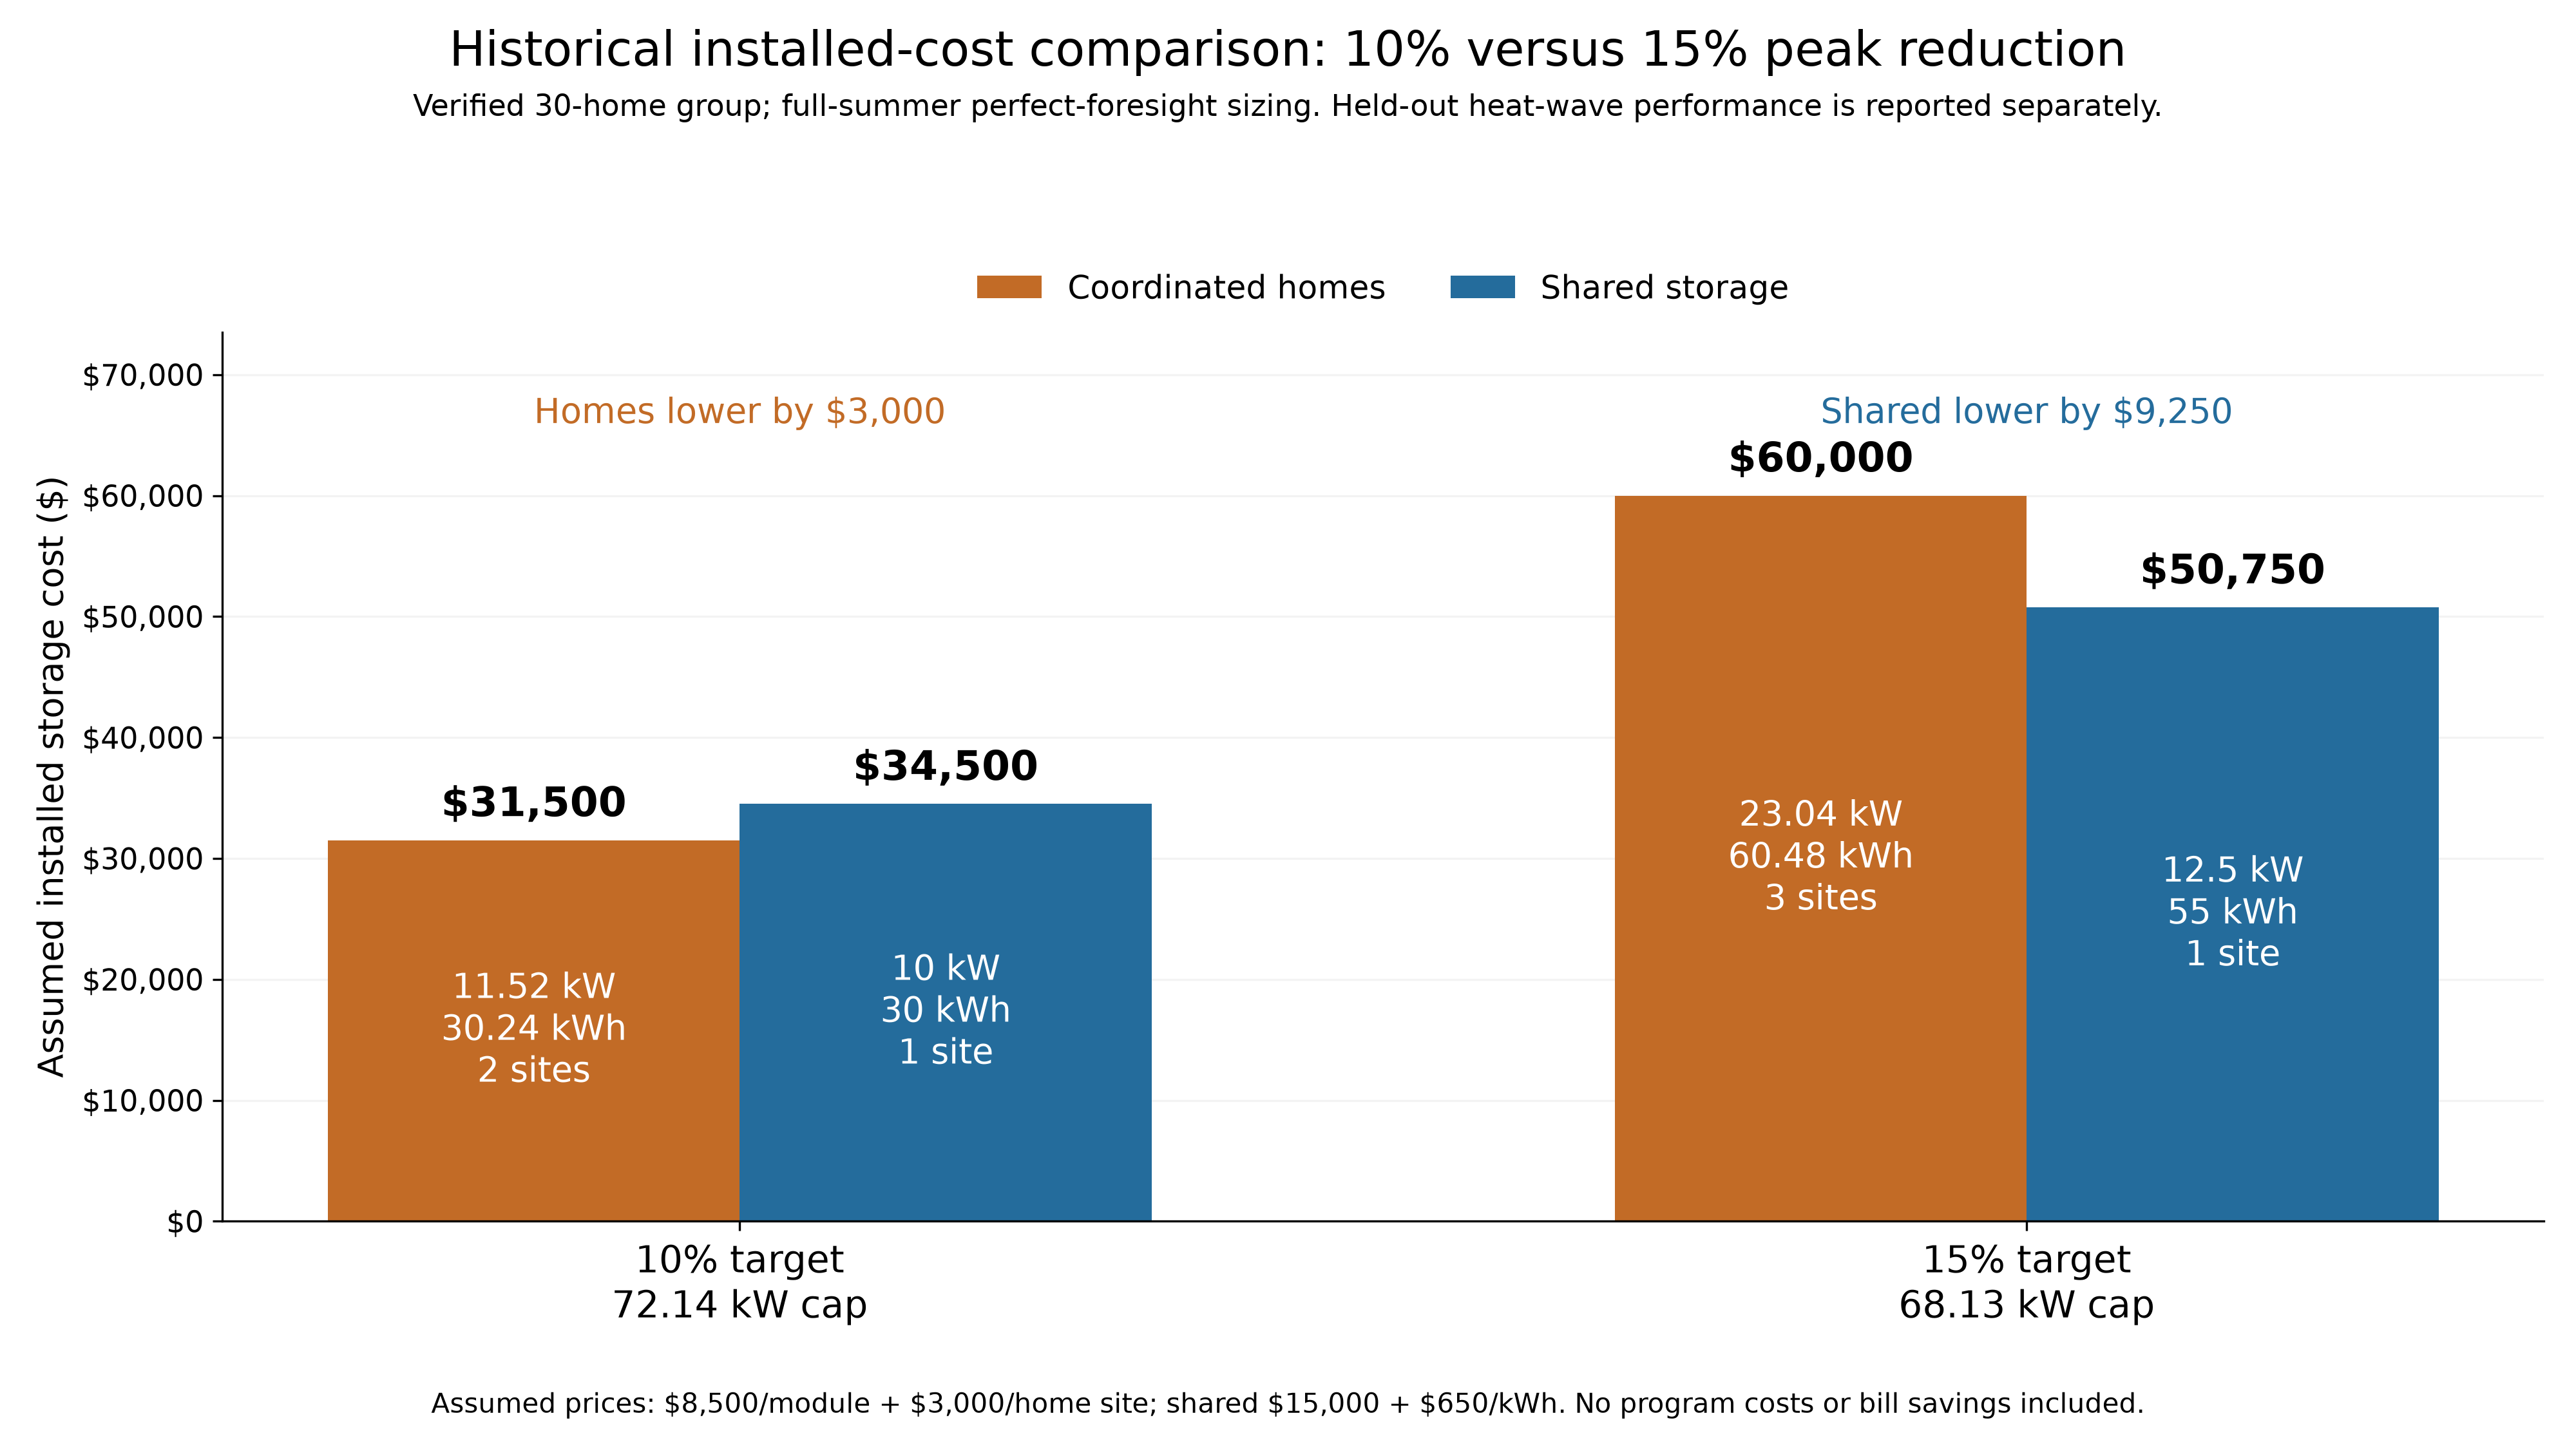 Historical installed-cost comparison: 10% versus 15% peak reduction
Verified 30-home group; full-summer perfect-foresight sizing. Held-out heat-wave performance is reported separately.
Coordinated homes
Shared storage
Assumed installed storage cost ($)
$70,000
$60,000
$50,000
$40,000
$30,000
$20,000
$10,000
$0
Homes lower by $3,000
$31,500
11.52 kW
30.24 kWh
2 sites
$34,500
10 kW
30 kWh
1 site
Shared lower by $9,250
$60,000
23.04 kW
60.48 kWh
3 sites
$50,750
12.5 kW
55 kWh
1 site
10% target
72.14 kW cap
15% target
68.13 kW cap
Assumed prices: $8,500/module + $3,000/home site; shared $15,000 + $650/kWh. No program costs or bill savings included.